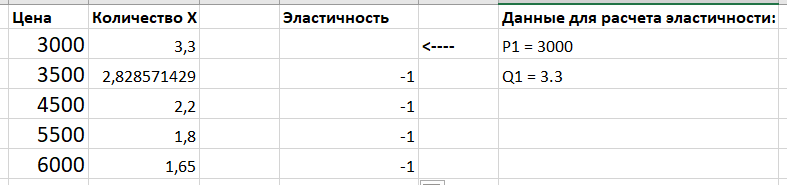 Цена Количество X Эластичность Данные для расчета эластичности:
3000 3,3 <---- P1 = 3000
3500 2,828571429 -1 Q1 = 3.3
4500 2,2 -1
5500 1,8 -1
6000 1,65 -1